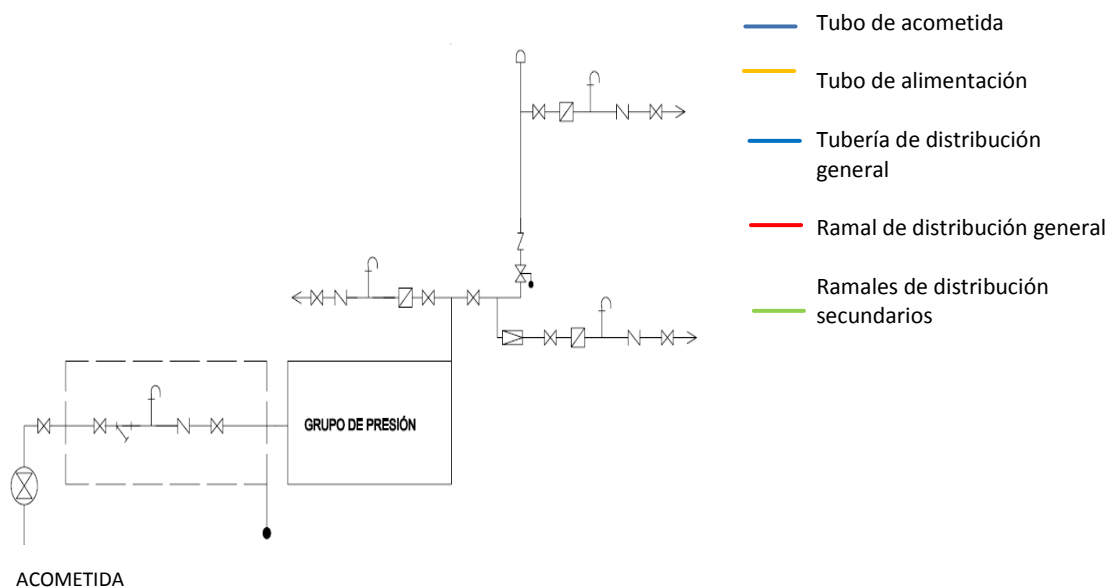 Tubo de acometida
Tubo de alimentación
Tubería de distribución
general
Ramal de distribución general
Ramales de distribución
secundarios
GRUPO DE PRESIÓN
ACOMETIDA